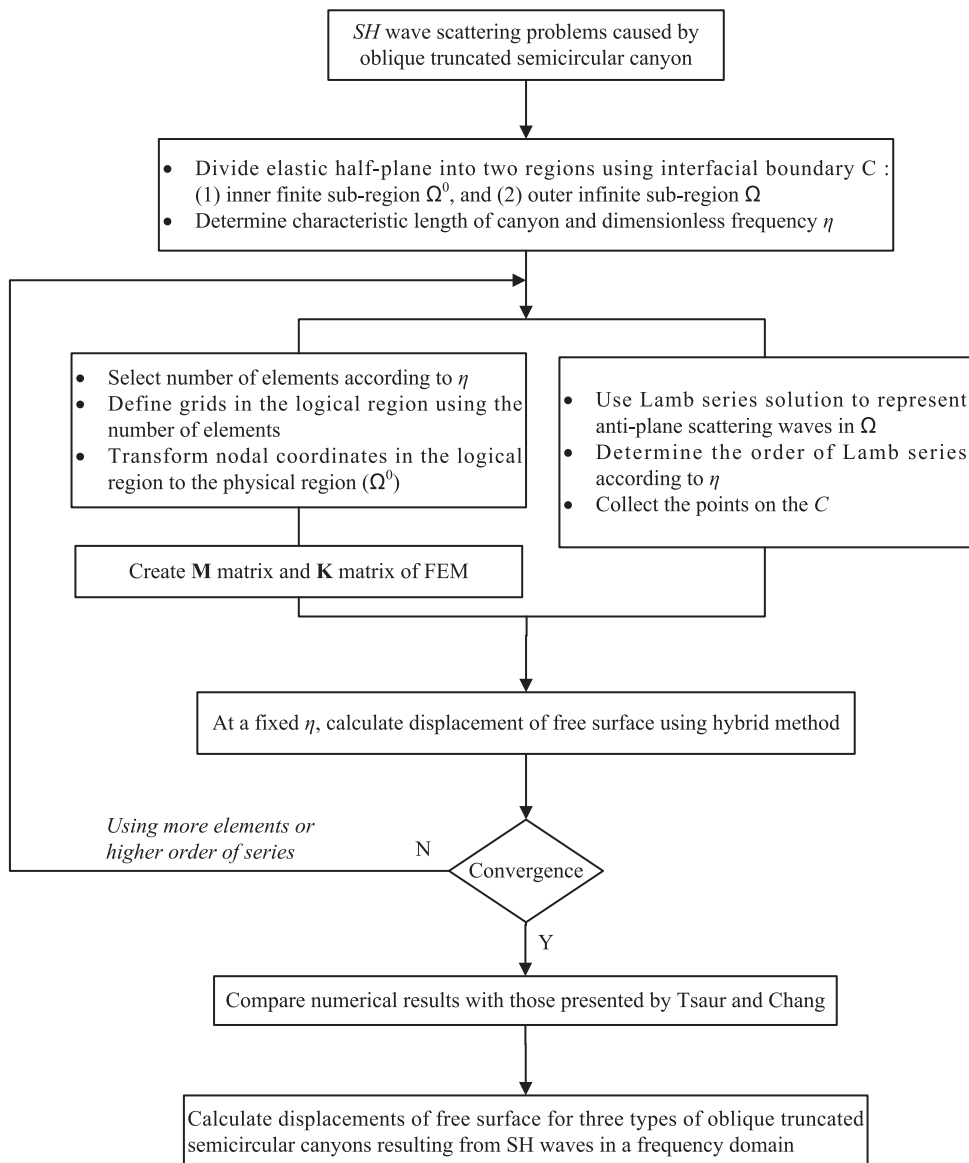 SH wave scattering problems caused by
oblique truncated semicircular canyon
• Divide elastic half-plane into two regions using interfacial boundary C :
(1) inner finite sub-region Ω⁰, and (2) outer infinite sub-region Ω
• Determine characteristic length of canyon and dimensionless frequency η
• Select number of elements according to η
• Define grids in the logical region using the
number of elements
• Transform nodal coordinates in the logical
region to the physical region (Ω⁰)
• Use Lamb series solution to represent
anti-plane scattering waves in Ω
• Determine the order of Lamb series
according to η
• Collect the points on the C
Create M matrix and K matrix of FEM
At a fixed η, calculate displacement of free surface using hybrid method
Using more elements or
higher order of series
N
Convergence
Y
Compare numerical results with those presented by Tsaur and Chang
Calculate displacements of free surface for three types of oblique truncated
semicircular canyons resulting from SH waves in a frequency domain